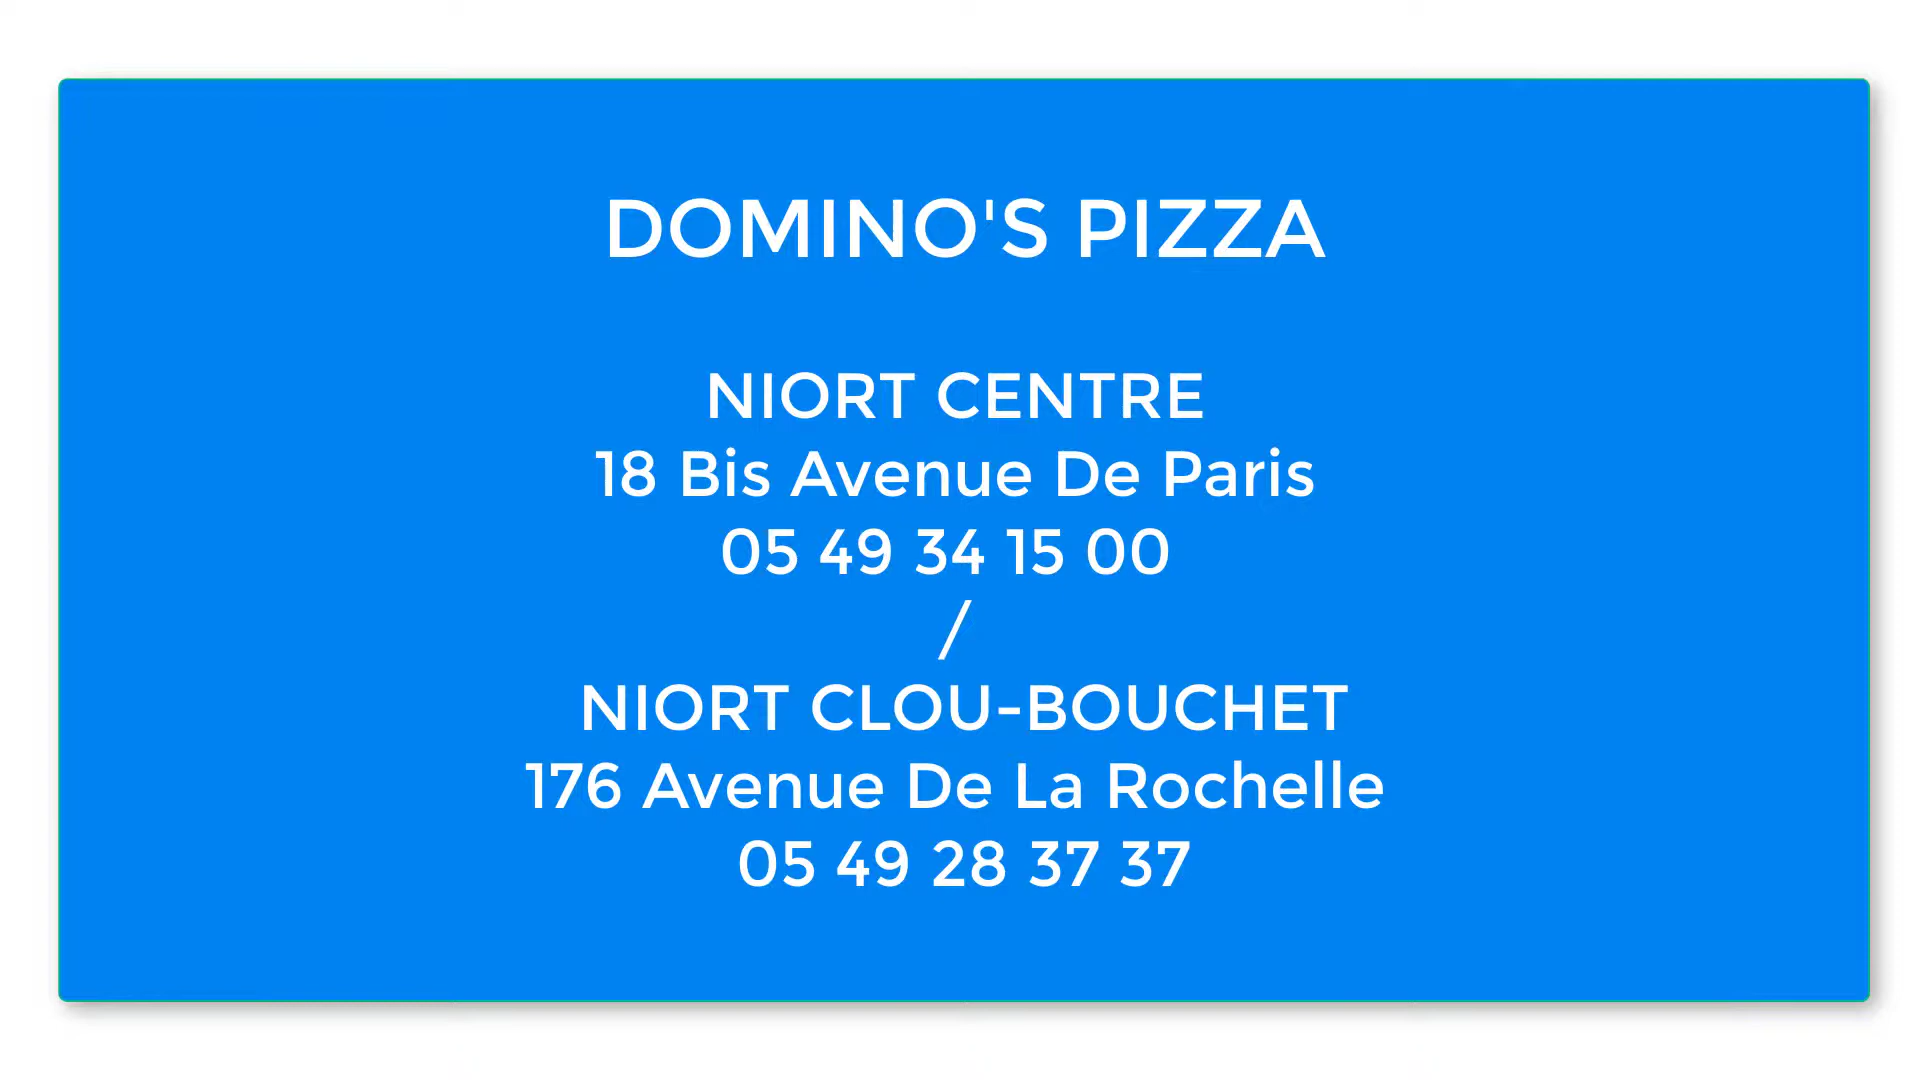 DOMINO'S PIZZA
NIORT CENTRE
18 Bis Avenue De Paris
05 49 34 15 00
/
NIORT CLOU-BOUCHET
176 Avenue De La Rochelle
05 49 28 37 37